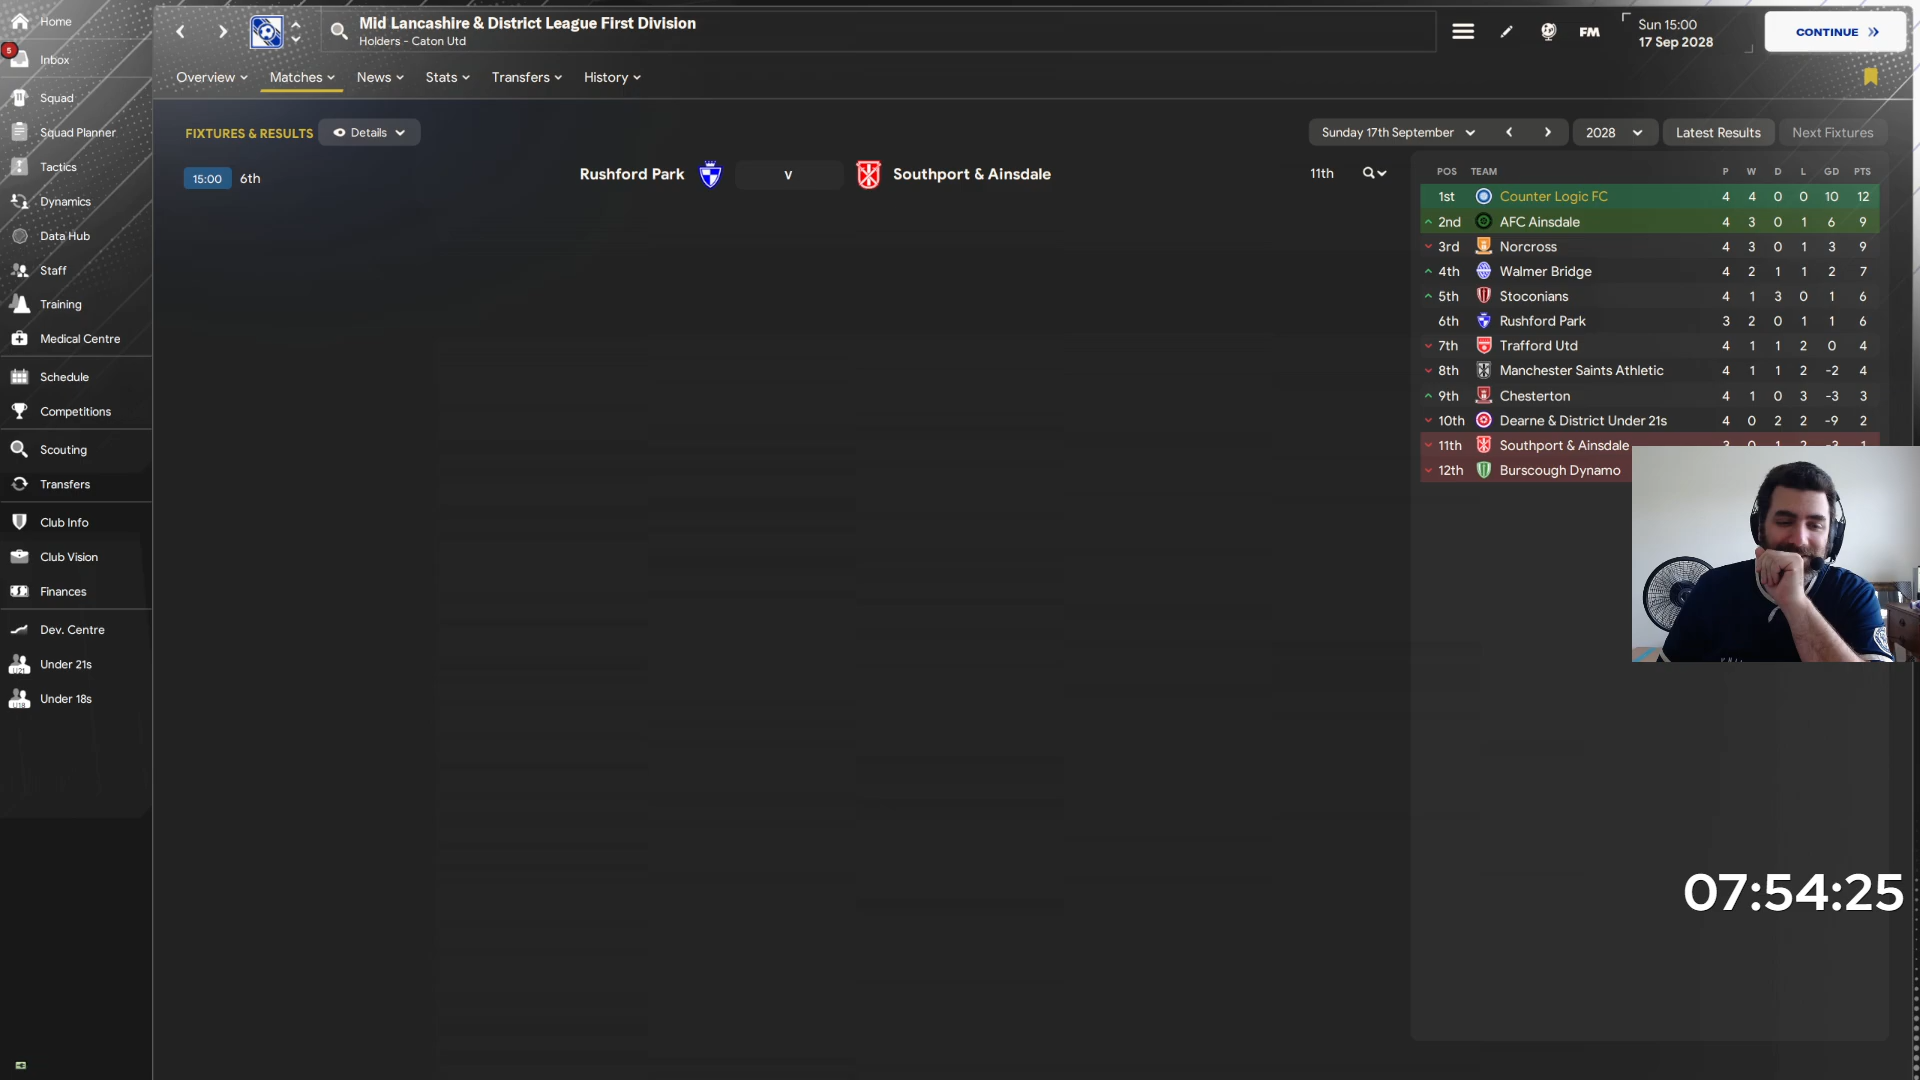 Home
5
Inbox
Squad
Squad Planner
Tactics
Dynamics
Data Hub
Staff
Training
Medical Centre
Schedule
Competitions
Scouting
Transfers
Club Info
Club Vision
Finances
Dev. Centre
Under 21s
Under 18s
Mid Lancashire & District League First Division
Holders - Caton Utd
FM
Sun 15:00
17 Sep 2028
CONTINUE
Overview Matches News Stats Transfers History
FIXTURES & RESULTS Details
Sunday 17th September 2028 Latest Results Next Fixtures
15:00 6th Rushford Park v Southport & Ainsdale 11th
POS TEAM P W D L GD PTS
1st Counter Logic FC 4 4 0 0 10 12
2nd AFC Ainsdale 4 3 0 1 6 9
3rd Norcross 4 3 0 1 3 9
4th Walmer Bridge 4 2 1 1 2 7
5th Stoconians 4 1 3 0 1 6
6th Rushford Park 3 2 0 1 1 6
7th Trafford Utd 4 1 1 2 0 4
8th Manchester Saints Athletic 4 1 1 2 -2 4
9th Chesterton 4 1 0 3 -3 3
10th Dearne & District Under 21s 4 0 2 2 -9 2
11th Southport & Ainsdale 3 0 1 2 -3 1
12th Burscough Dynamo
07:54:25